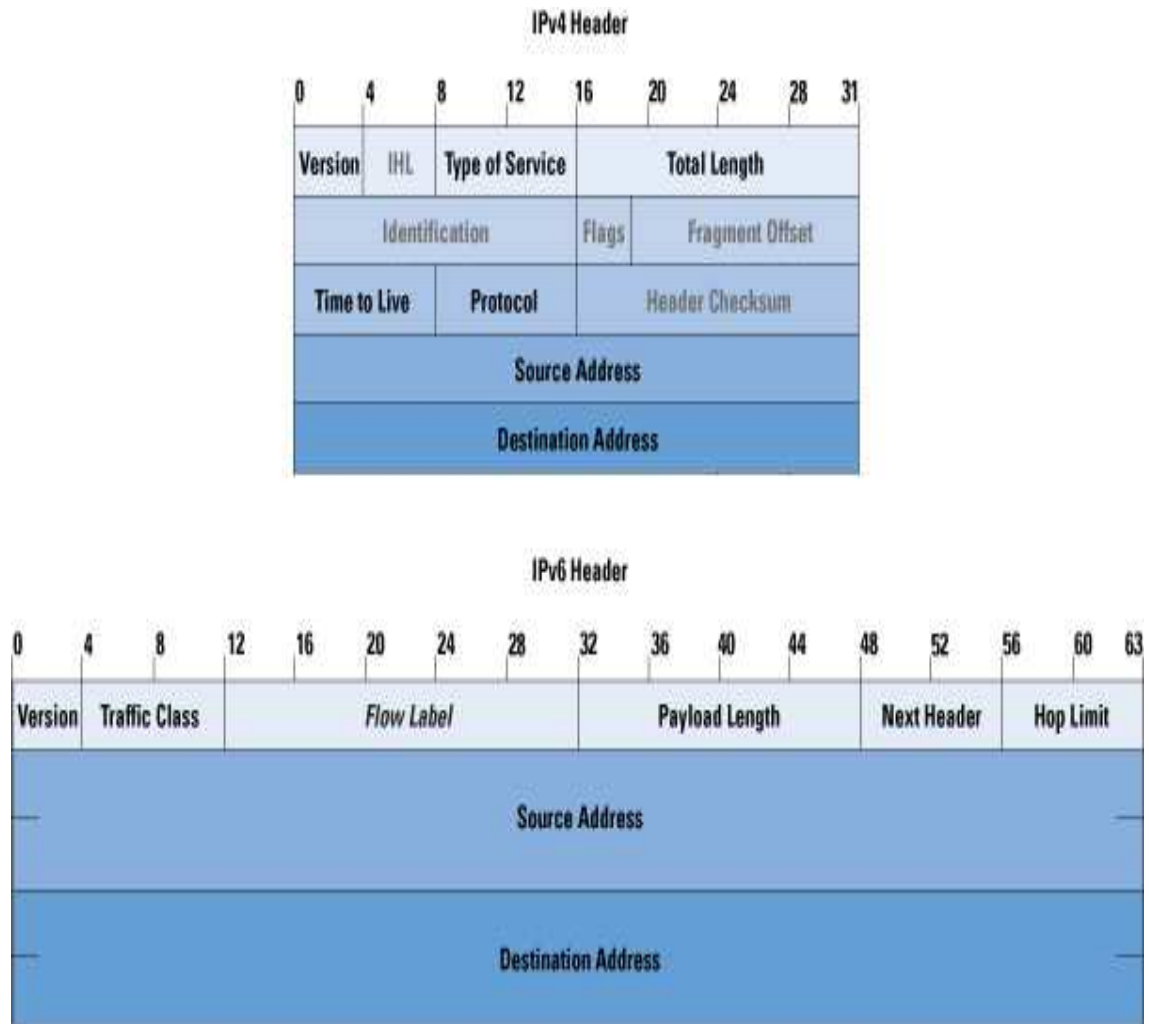 IPv4 Header
0 4 8 12 16 20 24 28 31
Version IHL Type of Service Total Length
Identification Flags Fragment Offset
Time to Live Protocol Header Checksum
Source Address
Destination Address
IPv6 Header
0 4 8 12 16 20 24 28 32 36 40 44 48 52 56 60 63
Version Traffic Class Flow Label Payload Length Next Header Hop Limit
Source Address
Destination Address